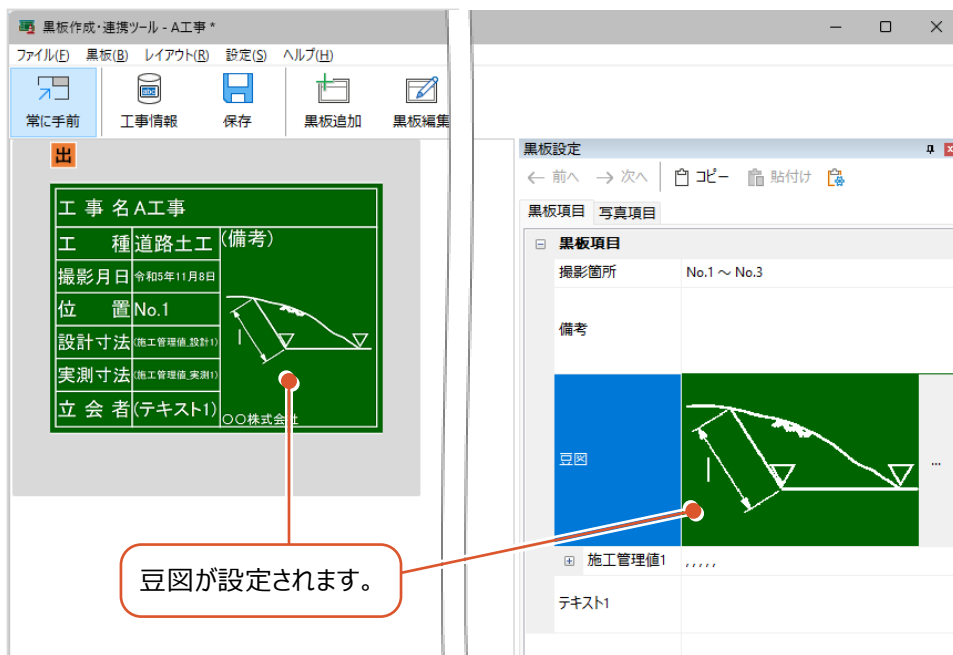 黒板作成・連携ツール - A工事 *
ファイル(F) 黒板(B) レイアウト(R) 設定(S) ヘルプ(H)
常に手前 工事情報 保存 黒板追加 黒板編集
出
工事名 A工事
工種 道路土工 (備考)
撮影月日 令和5年11月8日
位置 No.1
設計寸法 (施工管理値_設計1)
実測寸法 (施工管理値_実測1)
立会者 (テキスト1) 〇〇株式会社
豆図が設定されます。
黒板設定
← 前へ → 次へ コピー 貼付け
黒板項目 写真項目
黒板項目
撮影箇所 No.1 ～ No.3
備考
豆図 ...
施工管理値1 , , , , ,
テキスト1